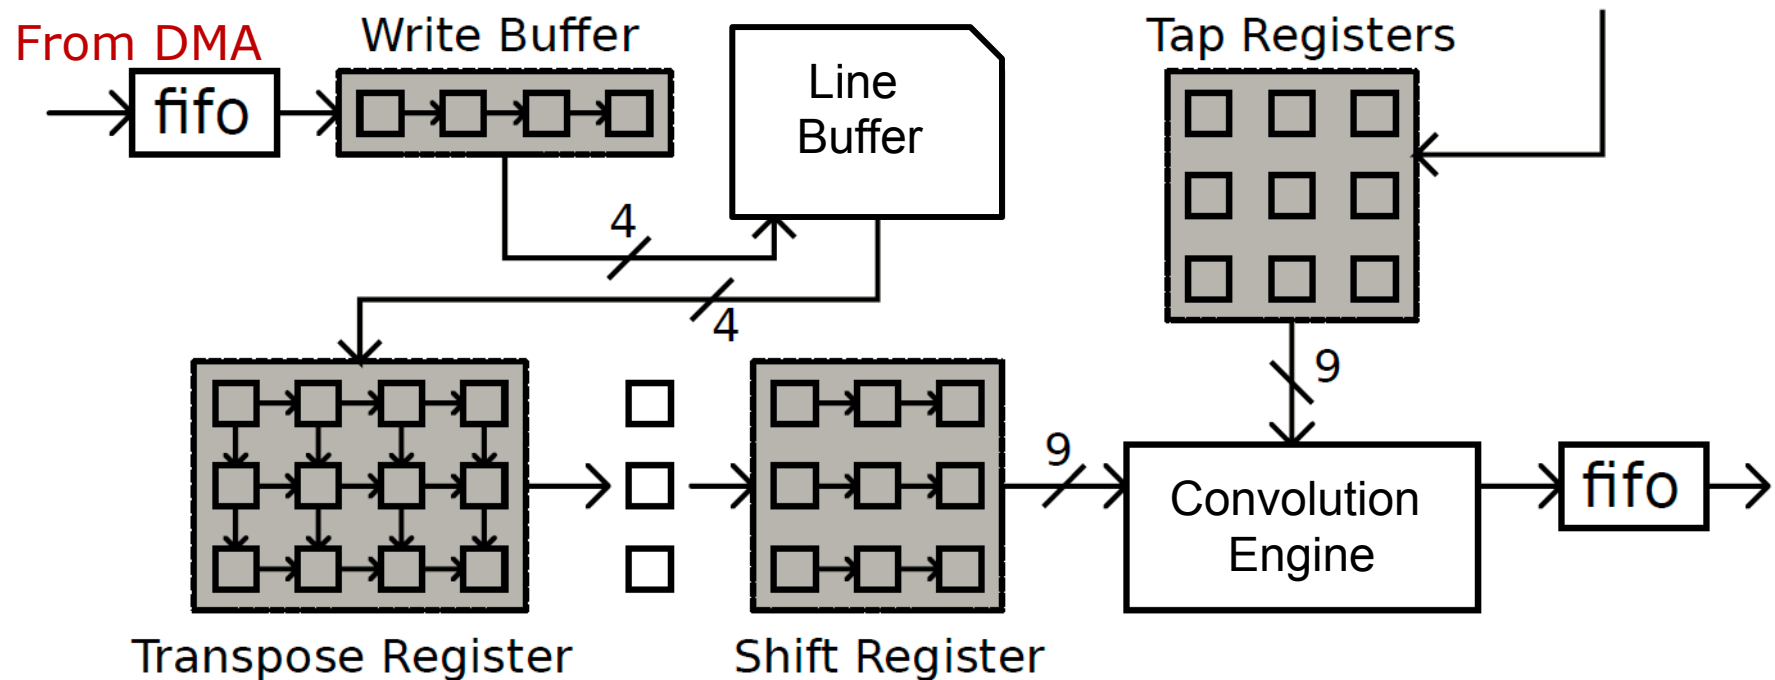 From DMA
fifo
Write Buffer
Line
Buffer
Tap Registers
4
4
9
9
Convolution
Engine
fifo
Transpose Register
Shift Register